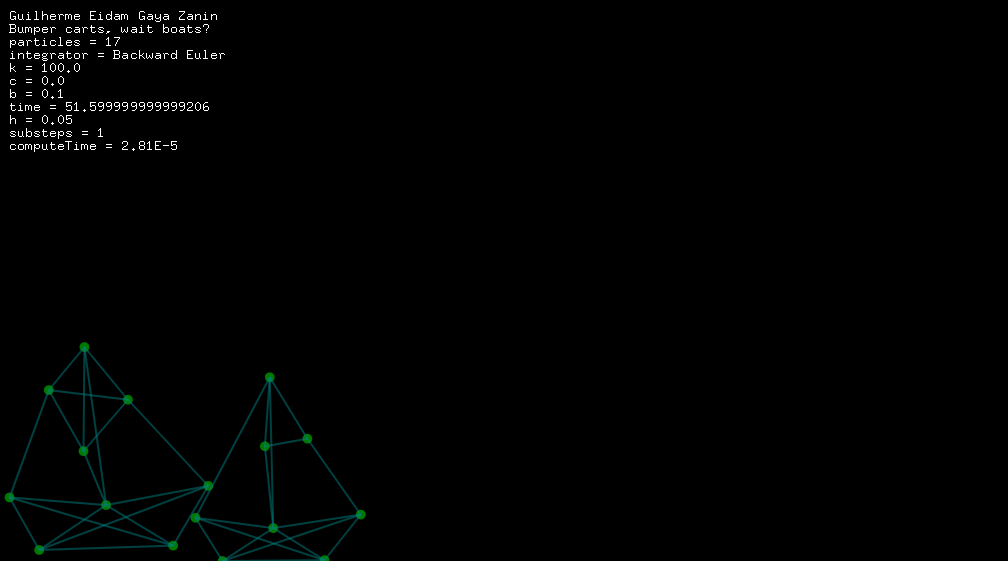 Guilherme Eidam Gaya Zanin
Bumper carts, wait boats?
particles = 17
integrator = Backward Euler
k = 100.0
c = 0.0
b = 0.1
time = 51.599999999999206
h = 0.05
substeps = 1
computeTime = 2.81E-5